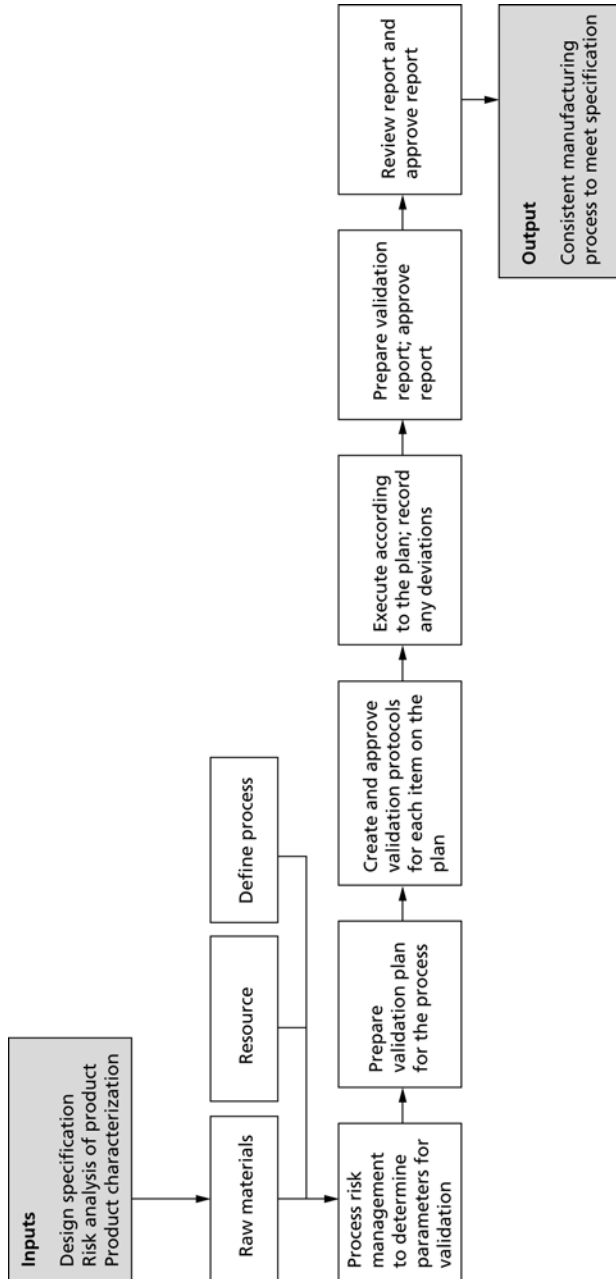 Inputs
Design specification
Risk analysis of product
Product characterization
Raw materials
Resource
Define process
Process risk
management
to determine
parameters for
validation
Prepare
validation plan
for the process
Create and approve
validation protocols
for each item on the
plan
Execute according
to the plan; record
any deviations
Prepare validation
report; approve
report
Review report and
approve report
Output
Consistent manufacturing
process to meet specification